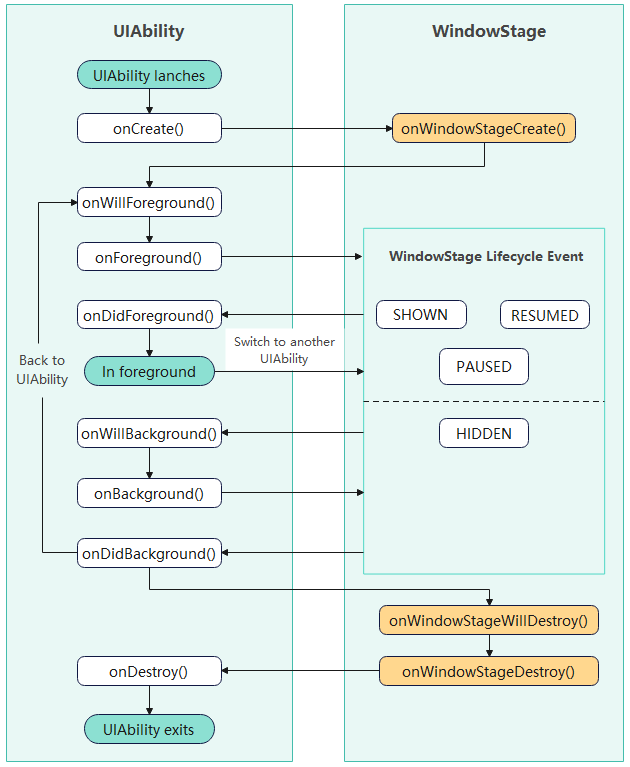 UIAbility
WindowStage
UIAbility lanches
onCreate()
onWindowStageCreate()
onWillForeground()
onForeground()
WindowStage Lifecycle Event
onDidForeground()
SHOWN
RESUMED
Switch to another
UIAbility
Back to
UIAbility
In foreground
PAUSED
onWillBackground()
HIDDEN
onBackground()
onDidBackground()
onWindowStageWillDestroy()
onDestroy()
onWindowStageDestroy()
UIAbility exits